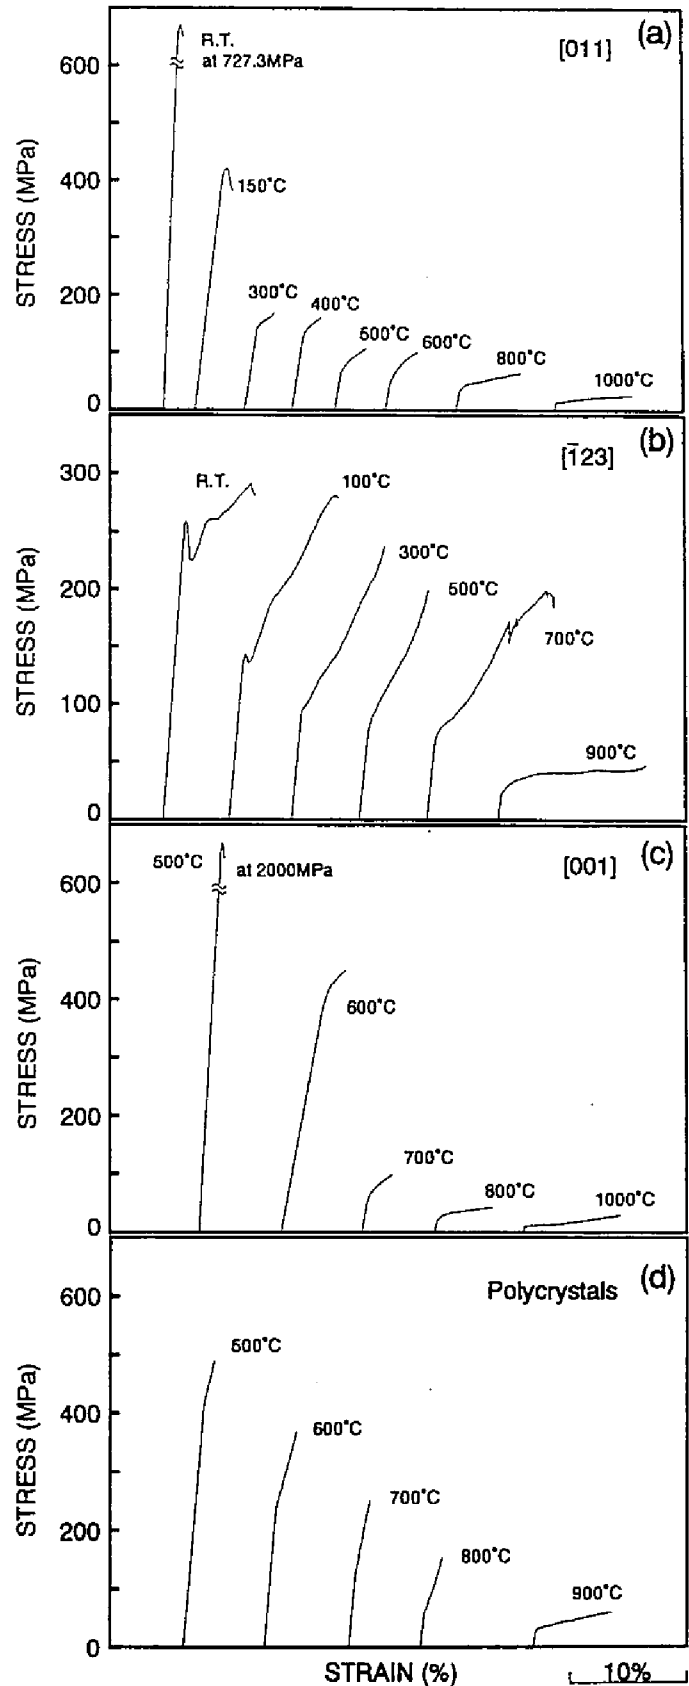 (a)
[011]
R.T.
at 727.3MPa
600
400
200
0
STRESS (MPa)
150°C
300°C
400°C
500°C
600°C
800°C
1000°C
(b)
[1̄23]
300
200
100
0
STRESS (MPa)
R.T.
100°C
300°C
500°C
700°C
900°C
(c)
[001]
500°C
at 2000MPa
600
400
200
0
STRESS (MPa)
600°C
700°C
800°C
1000°C
(d)
Polycrystals
600
400
200
0
STRESS (MPa)
500°C
600°C
700°C
800°C
900°C
STRAIN (%)
10%